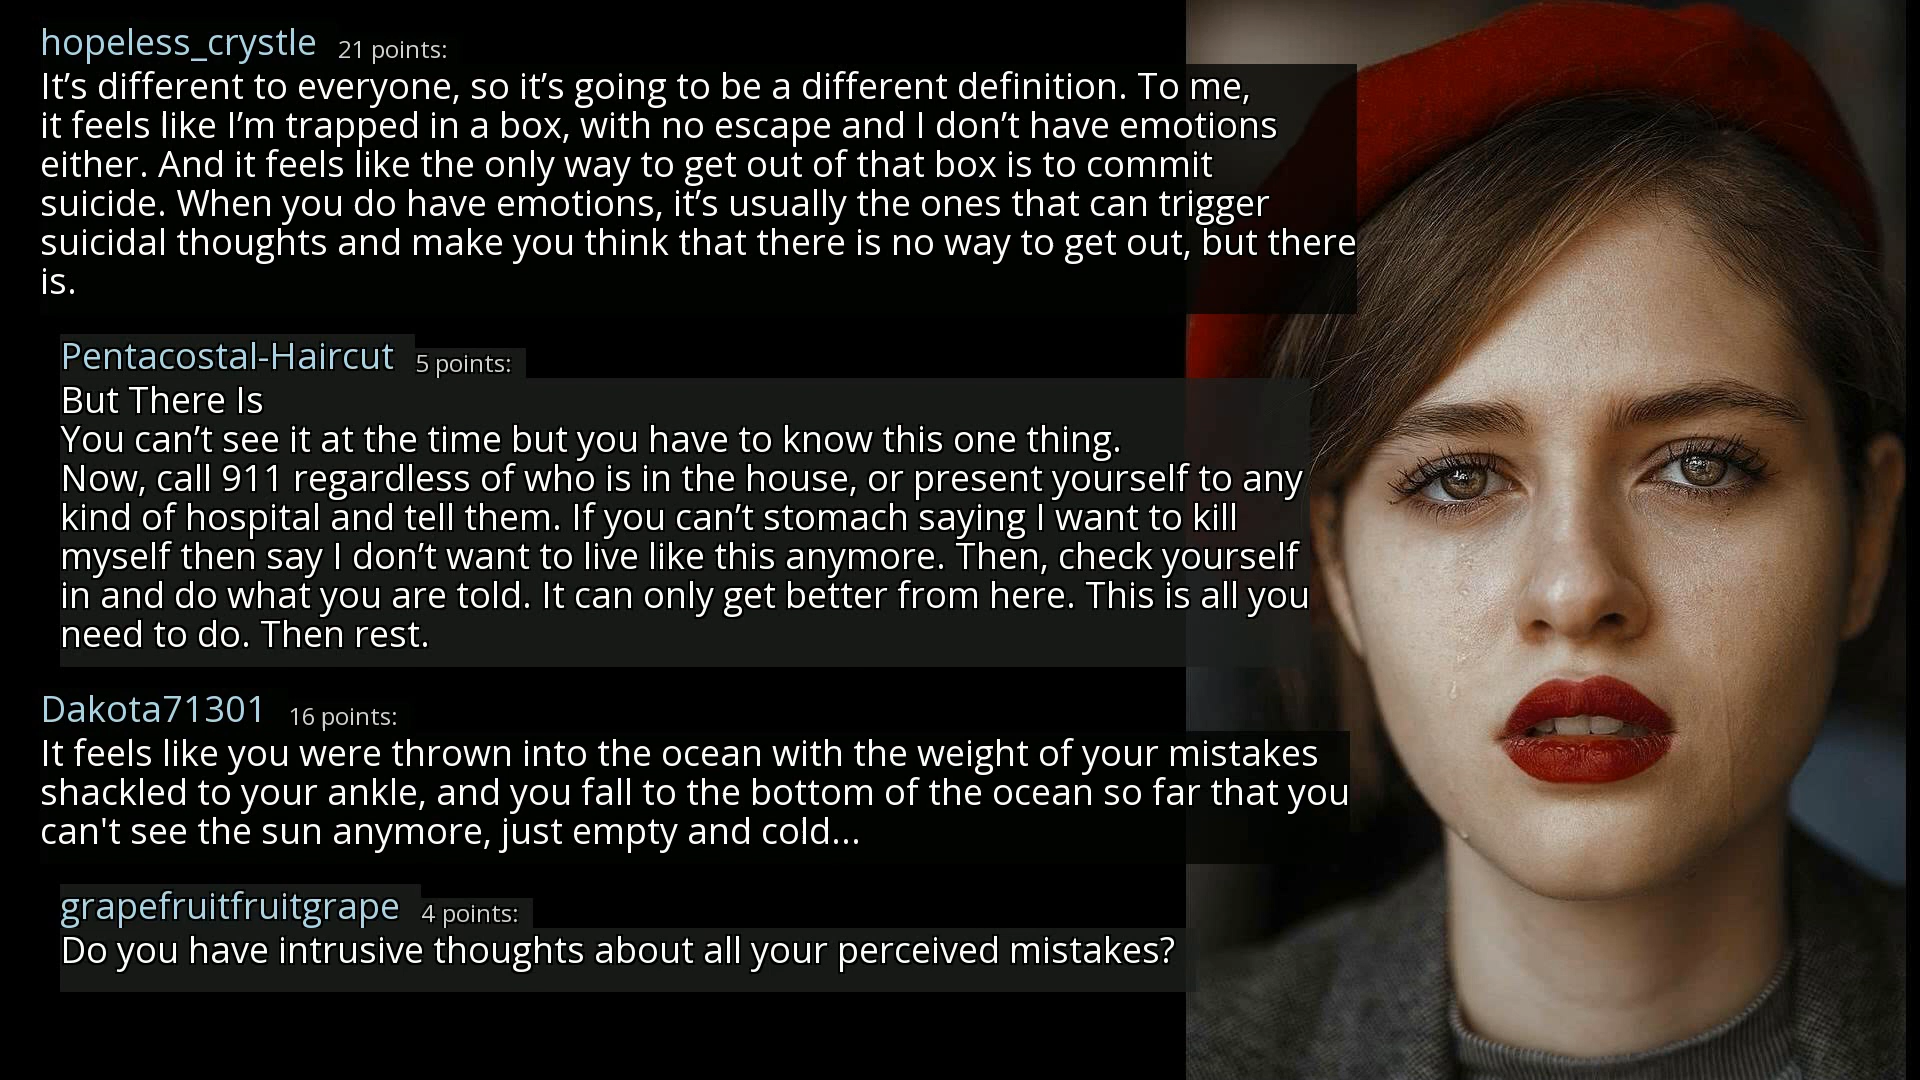 hopeless_crystle 21 points:
It’s different to everyone, so it’s going to be a different definition. To me,
it feels like I’m trapped in a box, with no escape and I don’t have emotions
either. And it feels like the only way to get out of that box is to commit
suicide. When you do have emotions, it’s usually the ones that can trigger
suicidal thoughts and make you think that there is no way to get out, but there
is.
Pentacostal-Haircut 5 points:
But There Is
You can’t see it at the time but you have to know this one thing.
Now, call 911 regardless of who is in the house, or present yourself to any
kind of hospital and tell them. If you can’t stomach saying I want to kill
myself then say I don’t want to live like this anymore. Then, check yourself
in and do what you are told. It can only get better from here. This is all you
need to do. Then rest.
Dakota71301 16 points:
It feels like you were thrown into the ocean with the weight of your mistakes
shackled to your ankle, and you fall to the bottom of the ocean so far that you
can't see the sun anymore, just empty and cold...
grapefruitfruitgrape 4 points:
Do you have intrusive thoughts about all your perceived mistakes?